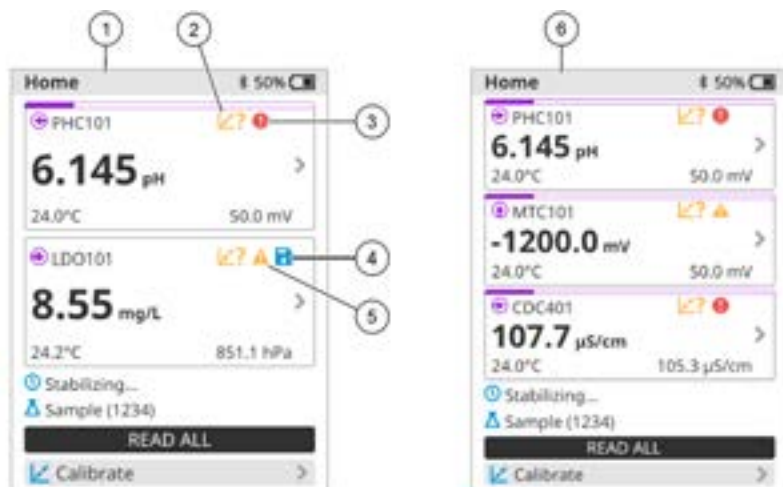 1
2
Home 50%
PHC101 ?
3
6.145 pH
24.0°C 50.0 mV
LDO101 ?
4
8.55 mg/L
5
24.2°C 851.1 hPa
Stabilizing...
Sample (1234)
READ ALL
Calibrate
6
Home 50%
PHC101 ?
6.145 pH
24.0°C 50.0 mV
MTC101 ?
-1200.0 mV
24.0°C 50.0 mV
CDC401 ?
107.7 µS/cm
24.0°C 105.3 µS/cm
Stabilizing...
Sample (1234)
READ ALL
Calibrate